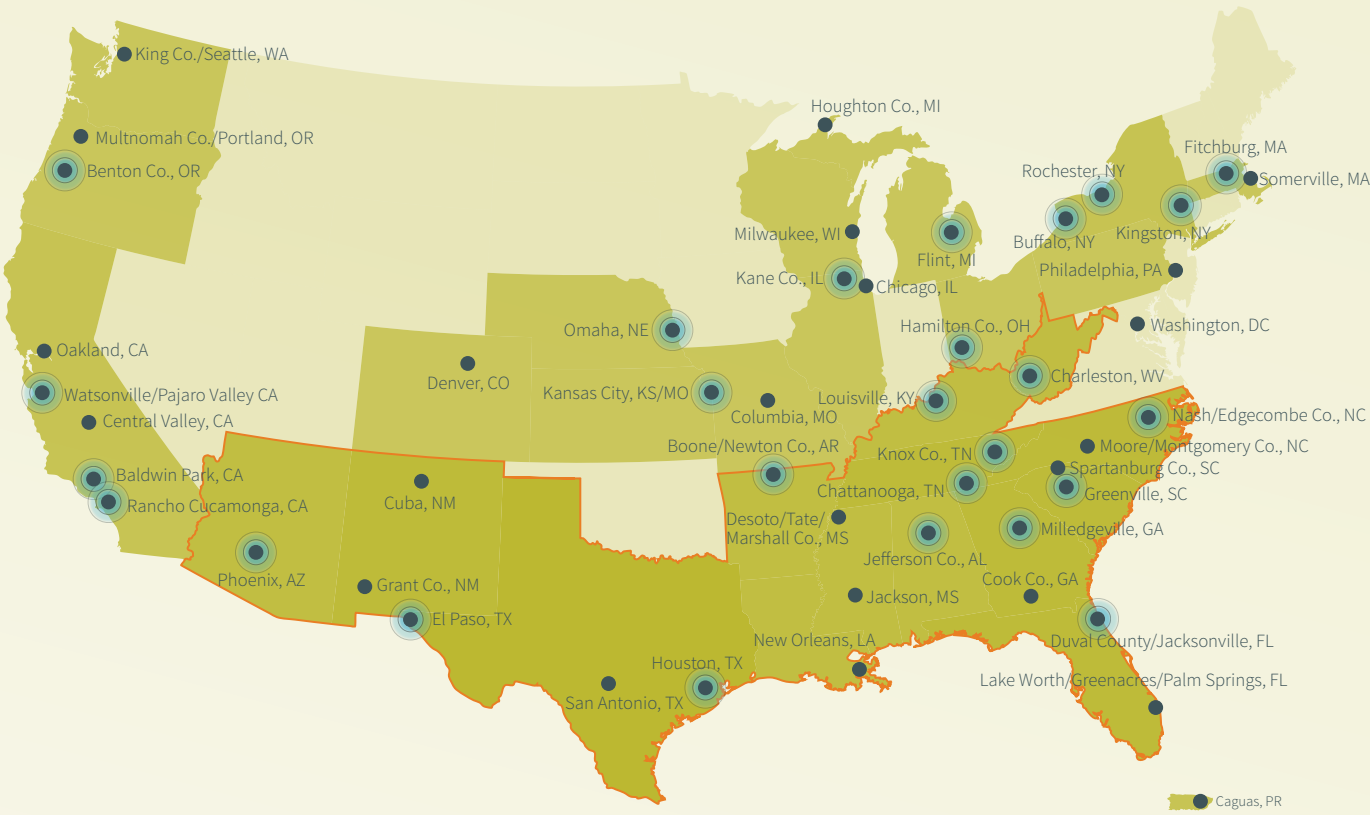 King Co./Seattle, WA
Houghton Co., MI
Multnomah Co./Portland, OR
Fitchburg, MA
Benton Co., OR
Rochester, NY
Somerville, MA
Milwaukee, WI
Kingston, NY
Buffalo, NY
Flint, MI
Philadelphia, PA
Kane Co., IL
Chicago, IL
Omaha, NE
Hamilton Co., OH
Washington, DC
Oakland, CA
Denver, CO
Charleston, WV
Watsonville/Pajaro Valley CA
Kansas City, KS/MO
Louisville, KY
Columbia, MO
Nash/Edgecombe Co., NC
Central Valley, CA
Boone/Newton Co., AR
Moore/Montgomery Co., NC
Knox Co., TN
Spartanburg Co., SC
Baldwin Park, CA
Chattanooga, TN
Greenville, SC
Cuba, NM
Rancho Cucamonga, CA
Desoto/Tate/
Marshall Co., MS
Milledgeville, GA
Jefferson Co., AL
Phoenix, AZ
Grant Co., NM
Cook Co., GA
Jackson, MS
El Paso, TX
New Orleans, LA
Duval County/Jacksonville, FL
Houston, TX
Lake Worth/Greenacres/Palm Springs, FL
San Antonio, TX
Caguas, PR